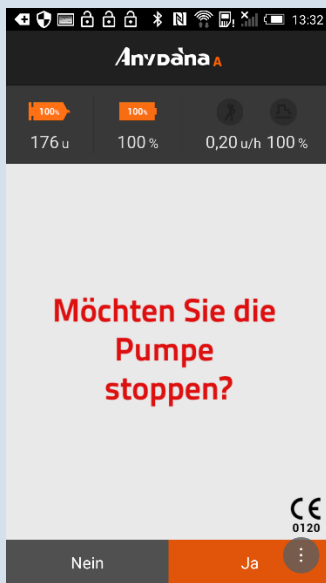 13:32
AnyDana A
100%
100%
176 u
100 %
0,20 u/h 100 %
Möchten Sie die
Pumpe
stoppen?
CE
0120
Nein
Ja